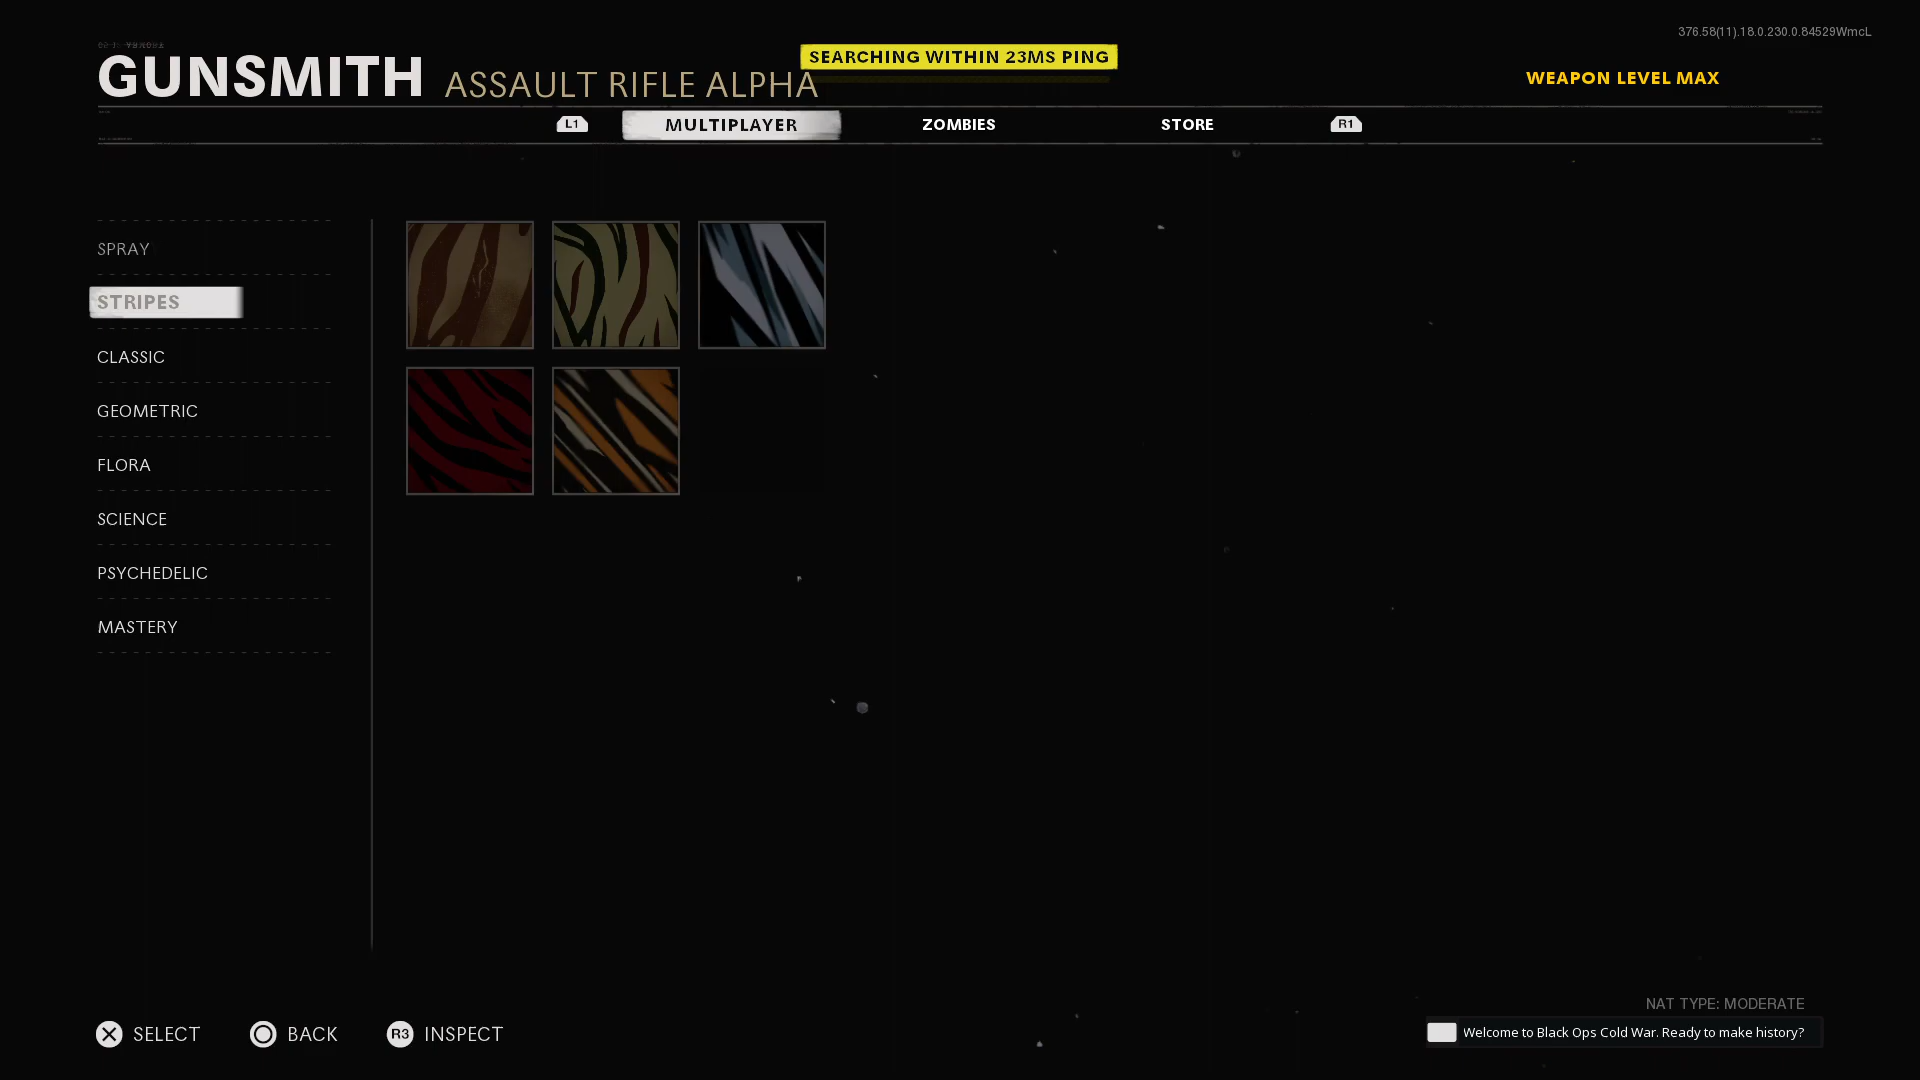 376.58(11).18.0.230.0.84529WmcL
GUNSMITH ASSAULT RIFLE ALPHA
SEARCHING WITHIN 23MS PING
WEAPON LEVEL MAX
L1 MULTIPLAYER ZOMBIES STORE R1
SPRAY
STRIPES
CLASSIC
GEOMETRIC
FLORA
SCIENCE
PSYCHEDELIC
MASTERY
NAT TYPE: MODERATE
SELECT BACK R3 INSPECT
Welcome to Black Ops Cold War. Ready to make history?